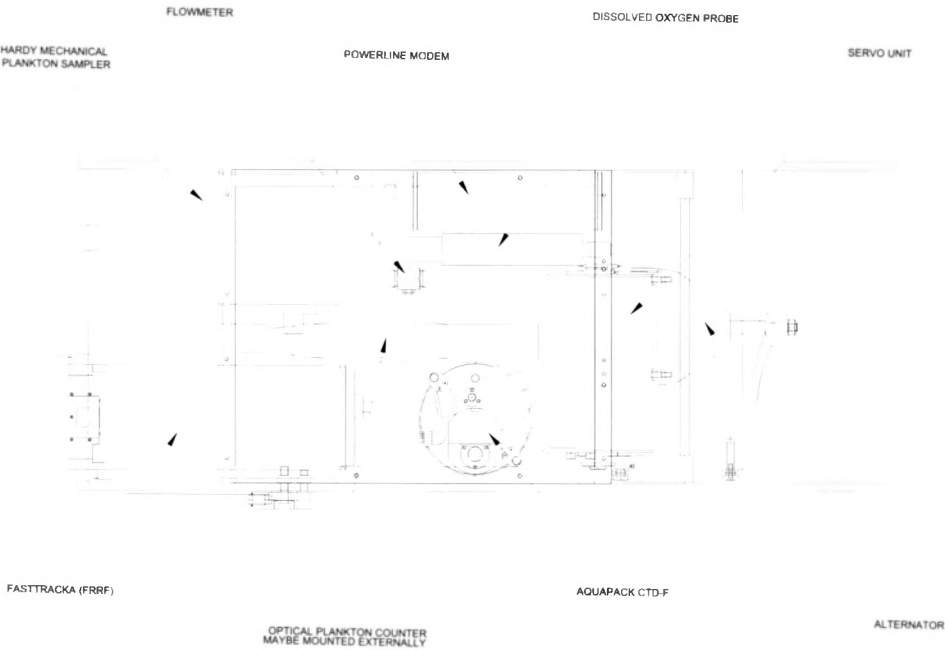 FLOWMETER
DISSOLVED OXYGEN PROBE
HARDY MECHANICAL
PLANKTON SAMPLER
POWERLINE MODEM
SERVO UNIT
FASTTRACKA (FRRF)
AQUAPACK CTD-F
ALTERNATOR
OPTICAL PLANKTON COUNTER
MAYBE MOUNTED EXTERNALLY